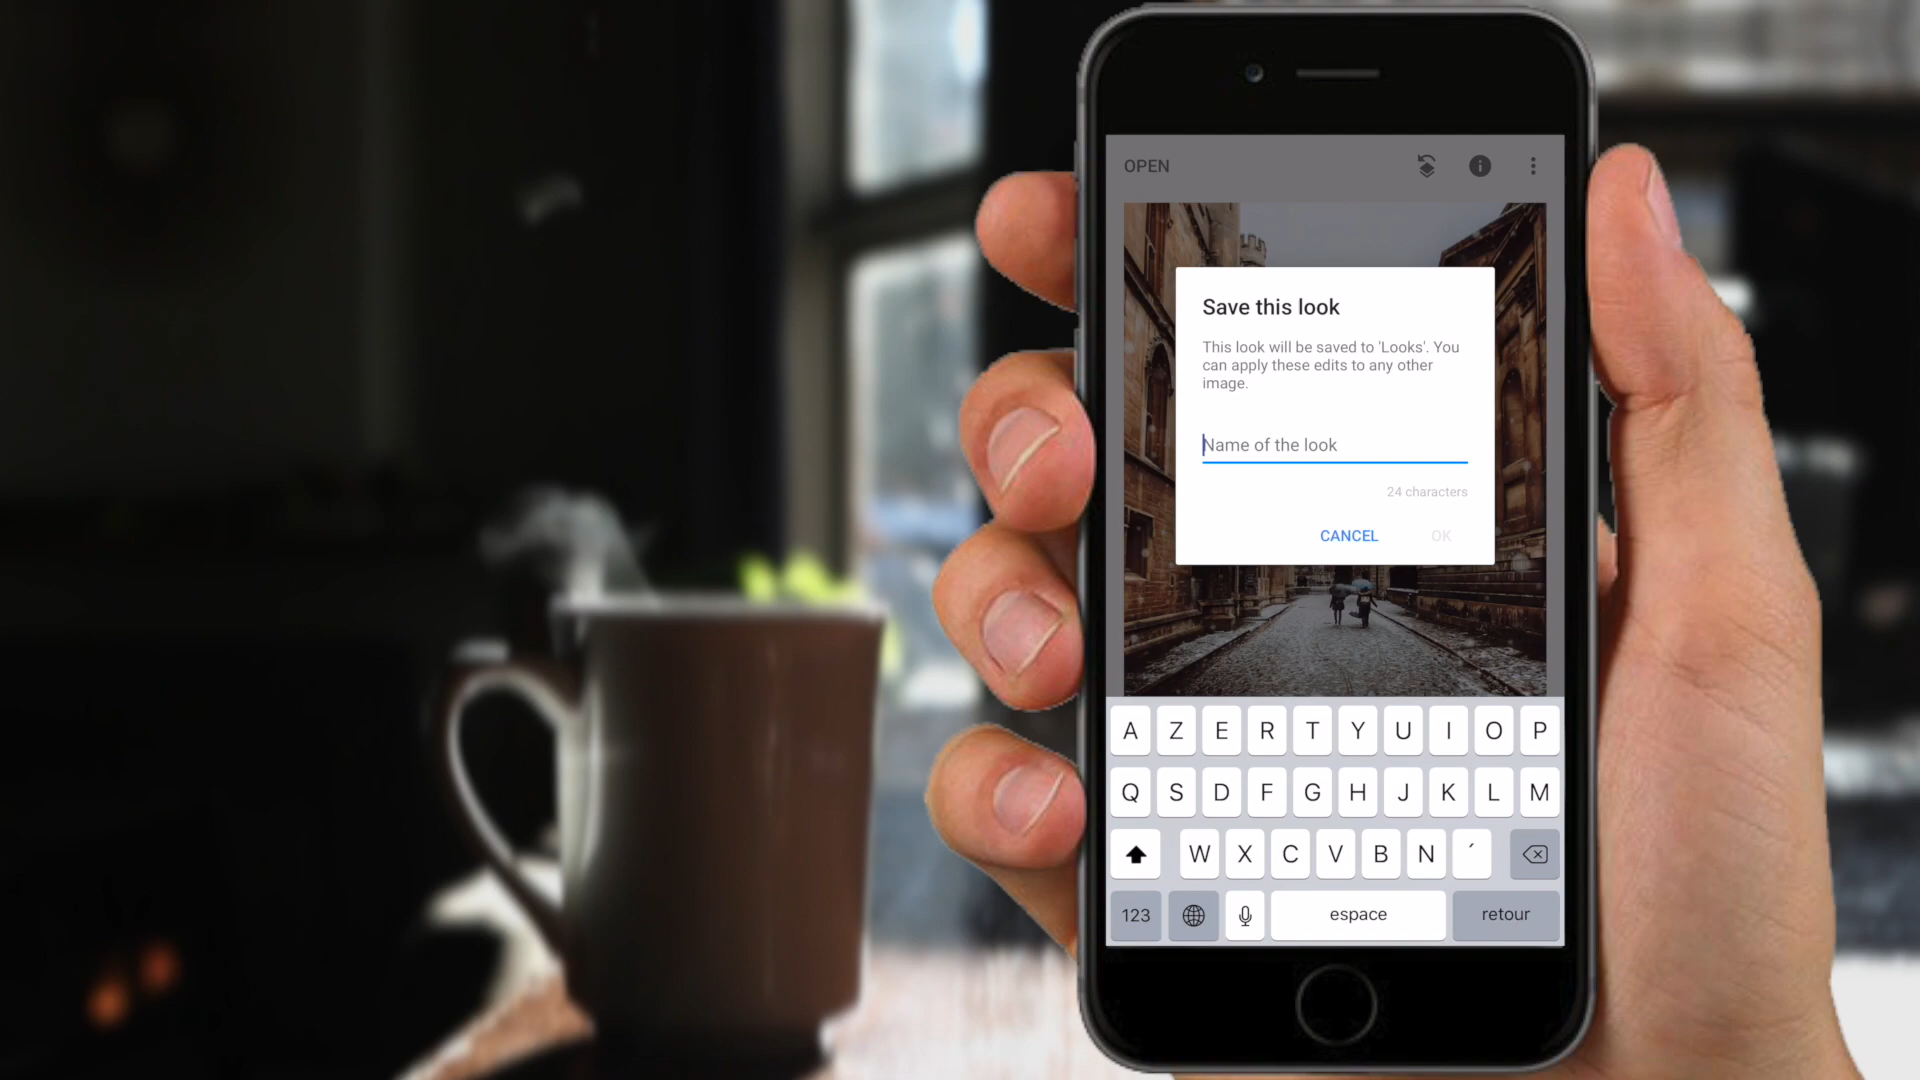 OPEN
Save this look
This look will be saved to 'Looks'. You
can apply these edits to any other
image.
Name of the look
24 characters
CANCEL OK
A Z E R T Y U I O P
Q S D F G H J K L M
W X C V B N ´
123 espace retour